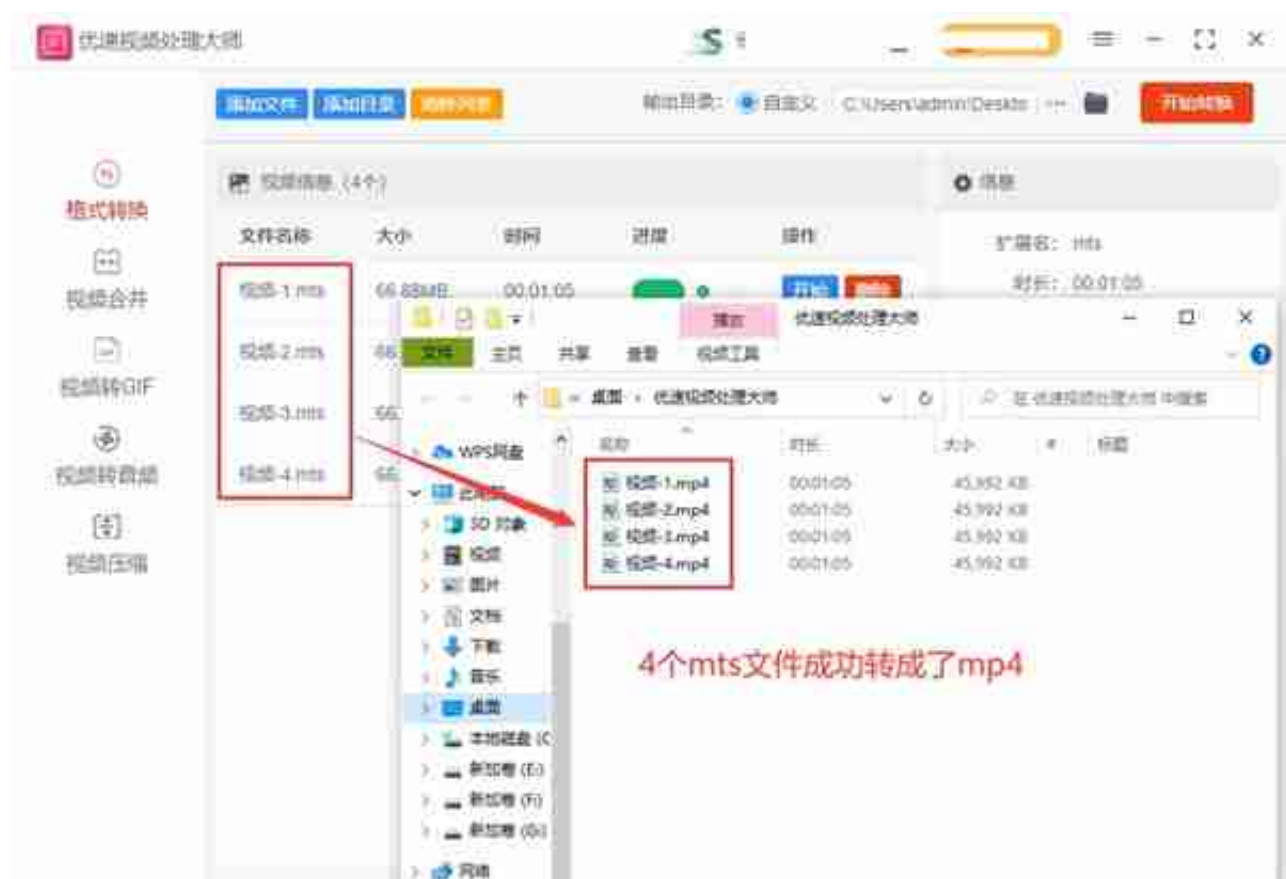 优速视频处理大师
添加文件 添加目录 清除列表 输出目录: 自定义 C:\Users\admin\Deskto ... 开始转换
格式转换
视频合并
视频转GIF
视频转音频
视频压缩
视频信息 (4个)
信息
文件名称 大小 时间 进度 操作
扩展名: mts
时长: 00:01:05
视频-1.mts 66.88MB 00:01:05 开始 删除
视频-2.mts 66.
视频-3.mts 66.
视频-4.mts 66.
播放 优速视频处理大师
文件 主页 共享 查看 视频工具
桌面 › 优速视频处理大师
在 优速视频处理大师 中搜索
名称 时长 大小 # 标题
视频-1.mp4 00:01:05 45,992 KB
视频-2.mp4 00:01:05 45,992 KB
视频-3.mp4 00:01:05 45,992 KB
视频-4.mp4 00:01:05 45,992 KB
WPS网盘
此电脑
3D 对象
视频
图片
文档
下载
音乐
桌面
本地磁盘 (C
新加卷 (E:)
新加卷 (F:)
新加卷 (G:)
网络
4个mts文件成功转成了mp4